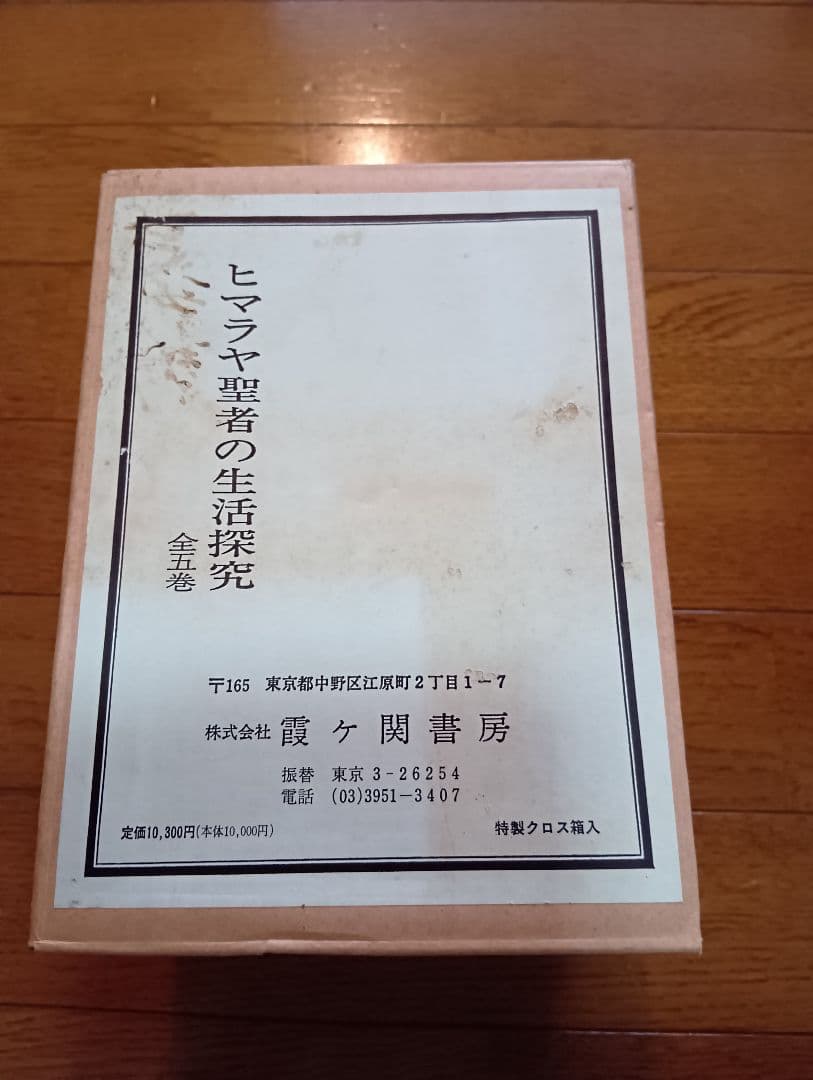 ヒマラヤ聖者の生活探究
全五巻
〒165 東京都中野区江原町2丁目1-7
株式会社 霞ケ関書房
振替 東京 3-26254
電話 (03)3951-3407
定価10,300円(本体10,000円)
特製クロス箱入